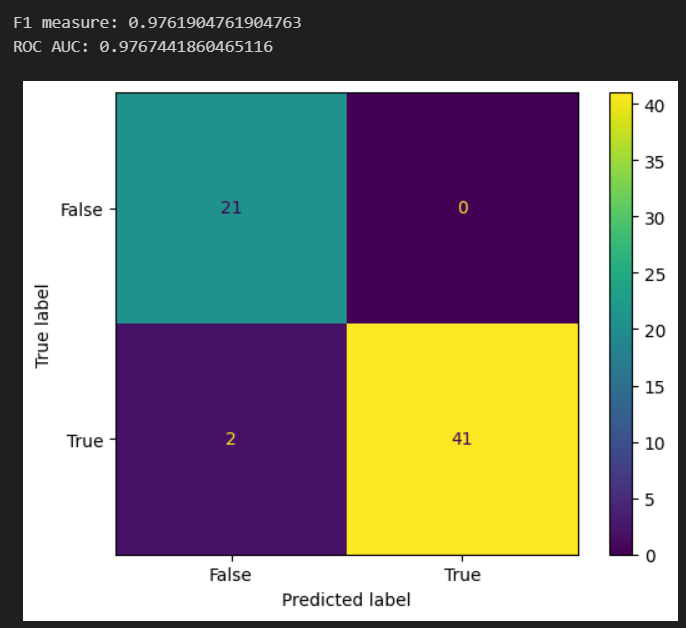 F1 measure: 0.9761904761904763
ROC AUC: 0.9767441860465116
40
35
False
21
0
30
25
True label
20
15
True
2
41
10
5
0
False
True
Predicted label